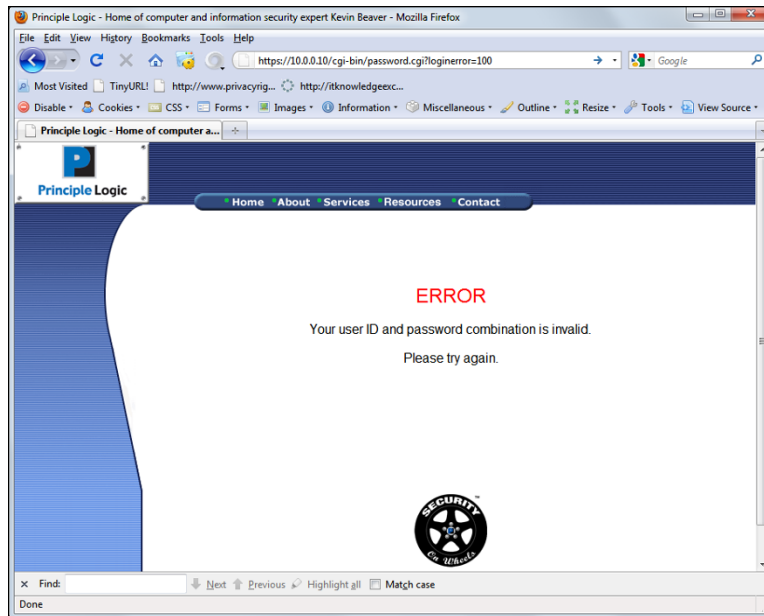 Principle Logic - Home of computer and information security expert Kevin Beaver - Mozilla Firefox
File Edit View History Bookmarks Tools Help
https://10.0.0.10/cgi-bin/password.cgi?loginerror=100 Google
Most Visited TinyURL! http://www.privacyrig... http://itknowledgeexc...
Disable Cookies CSS Forms Images Information Miscellaneous Outline Resize Tools View Source
Principle Logic - Home of computer a...
Principle Logic
Home About Services Resources Contact
ERROR
Your user ID and password combination is invalid.
Please try again.
SECURITY™
On Wheels
Find: Next Previous Highlight all Match case
Done